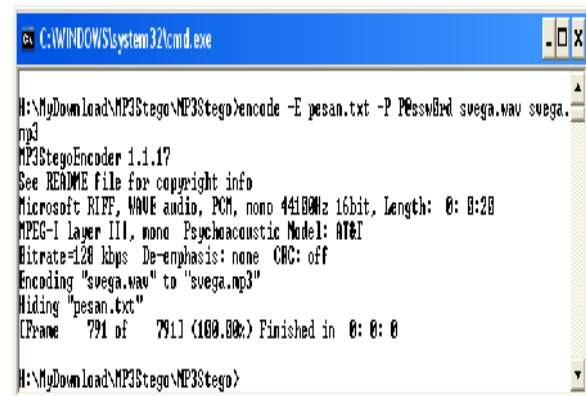 C:\WINDOWS\system32\cmd.exe
H:\MyDownload\MP3Stego\MP3Stego>encode -E pesan.txt -P P@ssw0rd svega.wav svega.
mp3
MP3StegoEncoder 1.1.17
See README file for copyright info
Microsoft RIFF, WAVE audio, PCM, mono 44100Hz 16bit, Length: 0: 0:20
MPEG-I layer III, mono Psychoacoustic Model: AT&T
Bitrate=128 kbps De-emphasis: none CRC: off
Encoding "svega.wav" to "svega.mp3"
Hiding "pesan.txt"
[Frame 791 of 791] (100.00%) Finished in 0: 0: 0
H:\MyDownload\MP3Stego\MP3Stego>